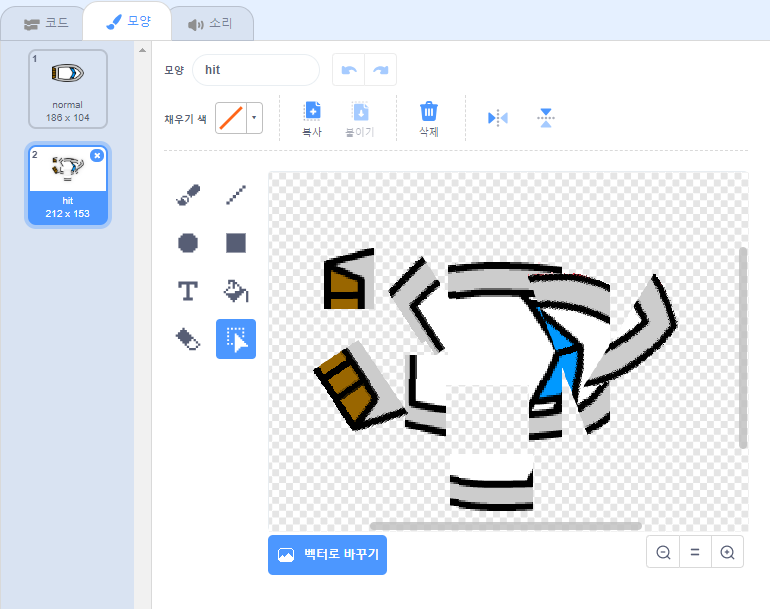 코드
모양
소리
1
normal
186 x 104
2
hit
212 x 153
모양
hit
채우기 색
복사
붙이기
삭제
T
벡터로 바꾸기